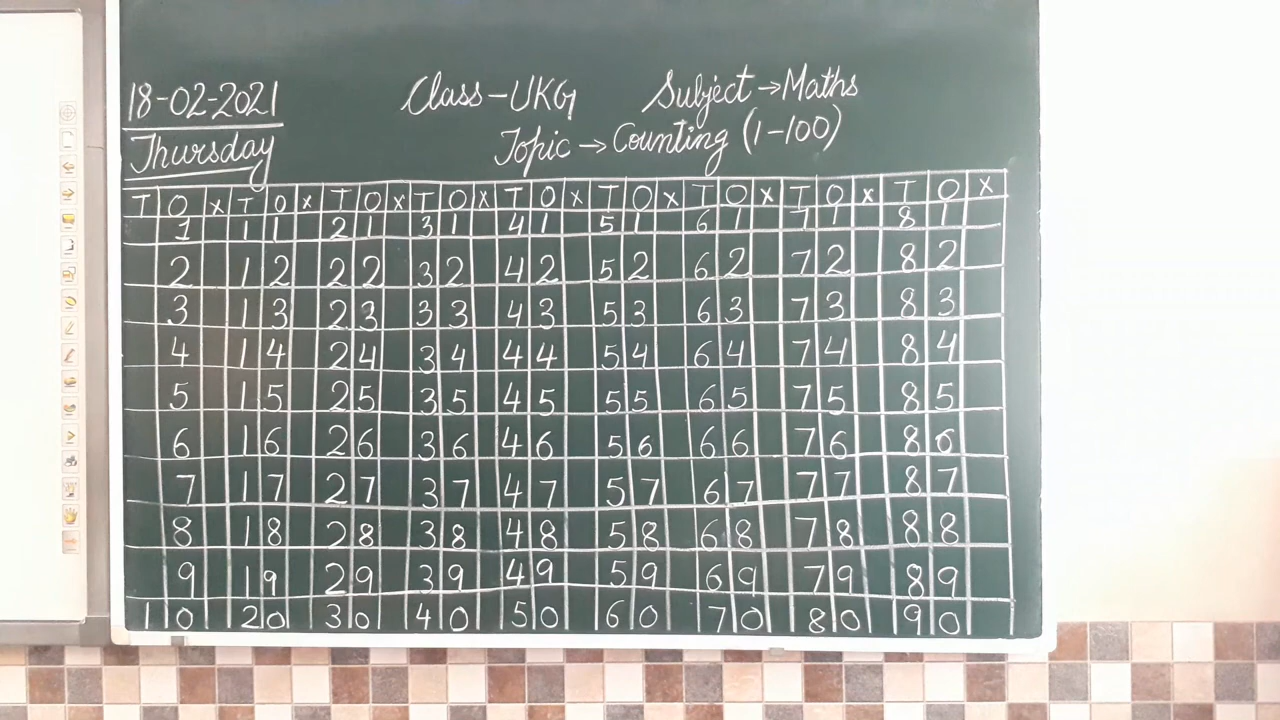 18-02-2021 Class-UKG Subject→Maths
Thursday Topic→Counting (1-100)
T O x T O x T O x T O x T O x T O x T O x T O x T O x
1 1 1 2 1 3 1 4 1 5 1 6 1 7 1 8 1
2 1 2 2 2 3 2 4 2 5 2 6 2 7 2 8 2
3 1 3 2 3 3 3 4 3 5 3 6 3 7 3 8 3
4 1 4 2 4 3 4 4 4 5 4 6 4 7 4 8 4
5 1 5 2 5 3 5 4 5 5 5 6 5 7 5 8 5
6 1 6 2 6 3 6 4 6 5 6 6 6 7 6 8 6
7 1 7 2 7 3 7 4 7 5 7 6 7 7 7 8 7
8 1 8 2 8 3 8 4 8 5 8 6 8 7 8 8 8
9 1 9 2 9 3 9 4 9 5 9 6 9 7 9 8 9
1 0 2 0 3 0 4 0 5 0 6 0 7 0 8 0 9 0